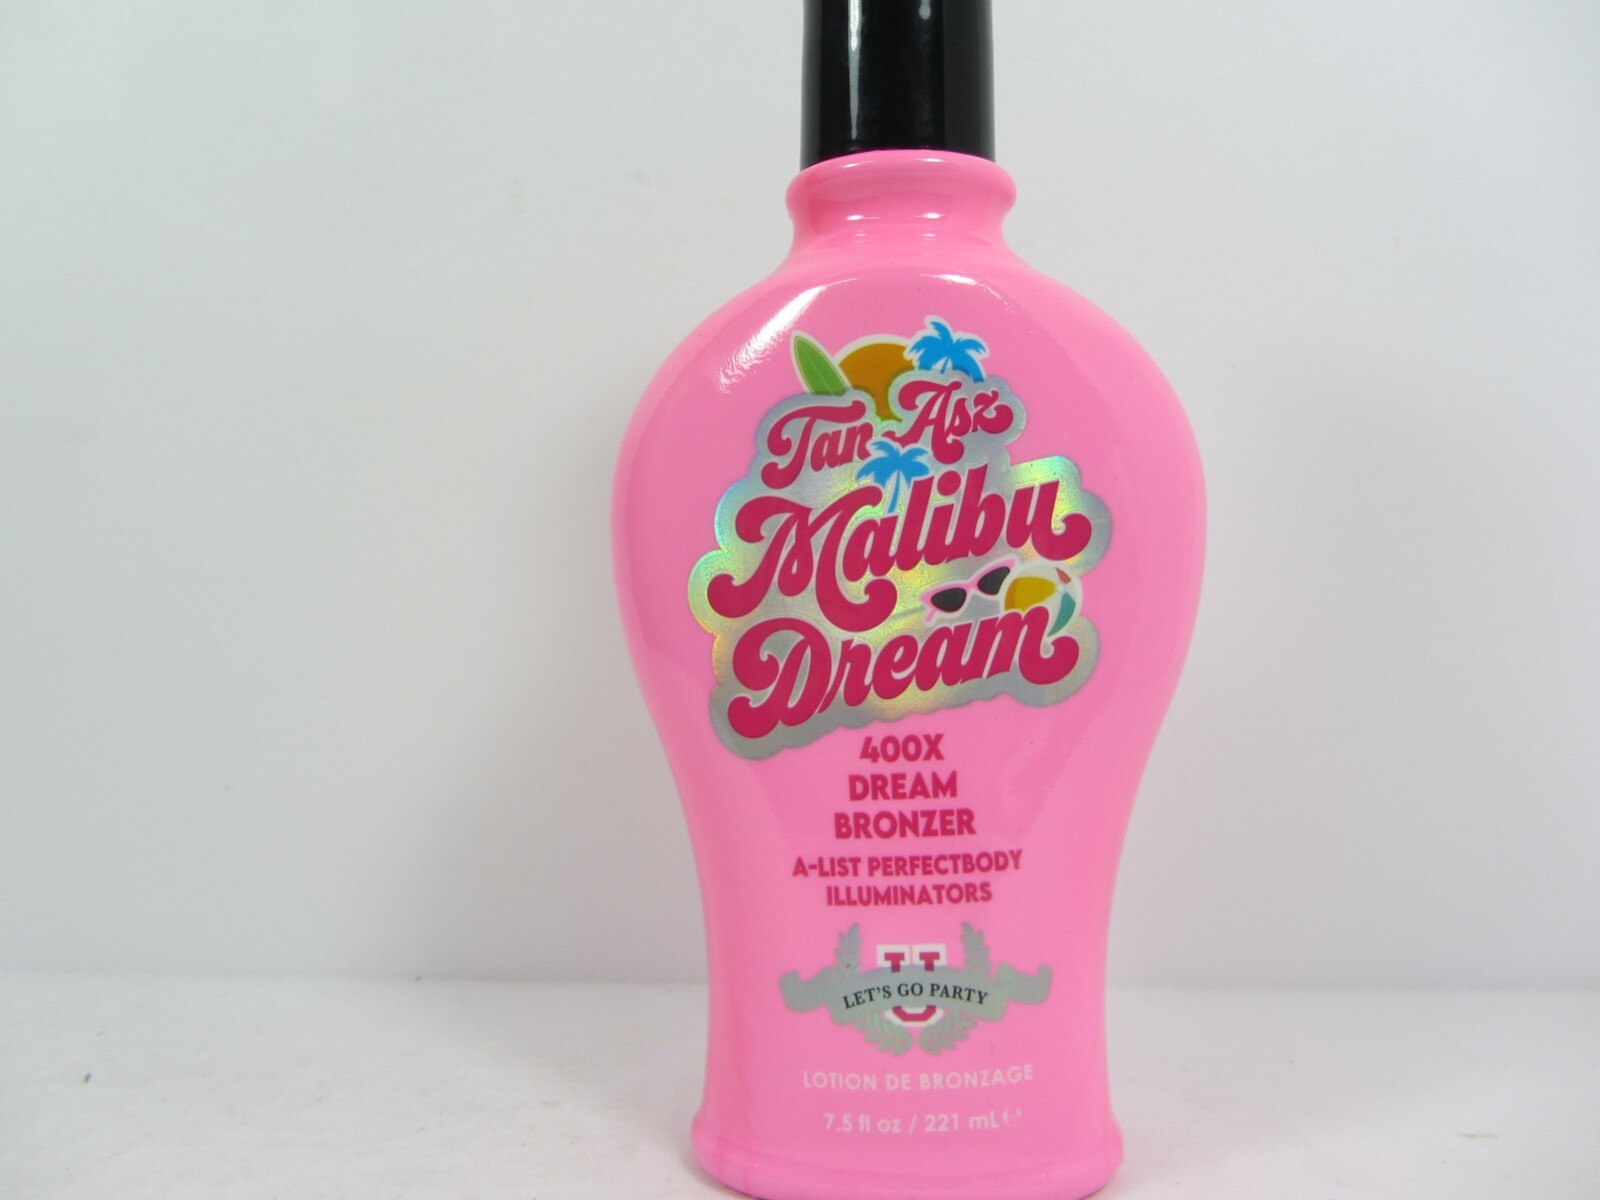 Tan Asz
Malibu
Dream
400X
DREAM
BRONZER
A-LIST PERFECTBODY
ILLUMINATORS
U
LET'S GO PARTY
LOTION DE BRONZAGE
7.5 fl oz / 221 mL ℮